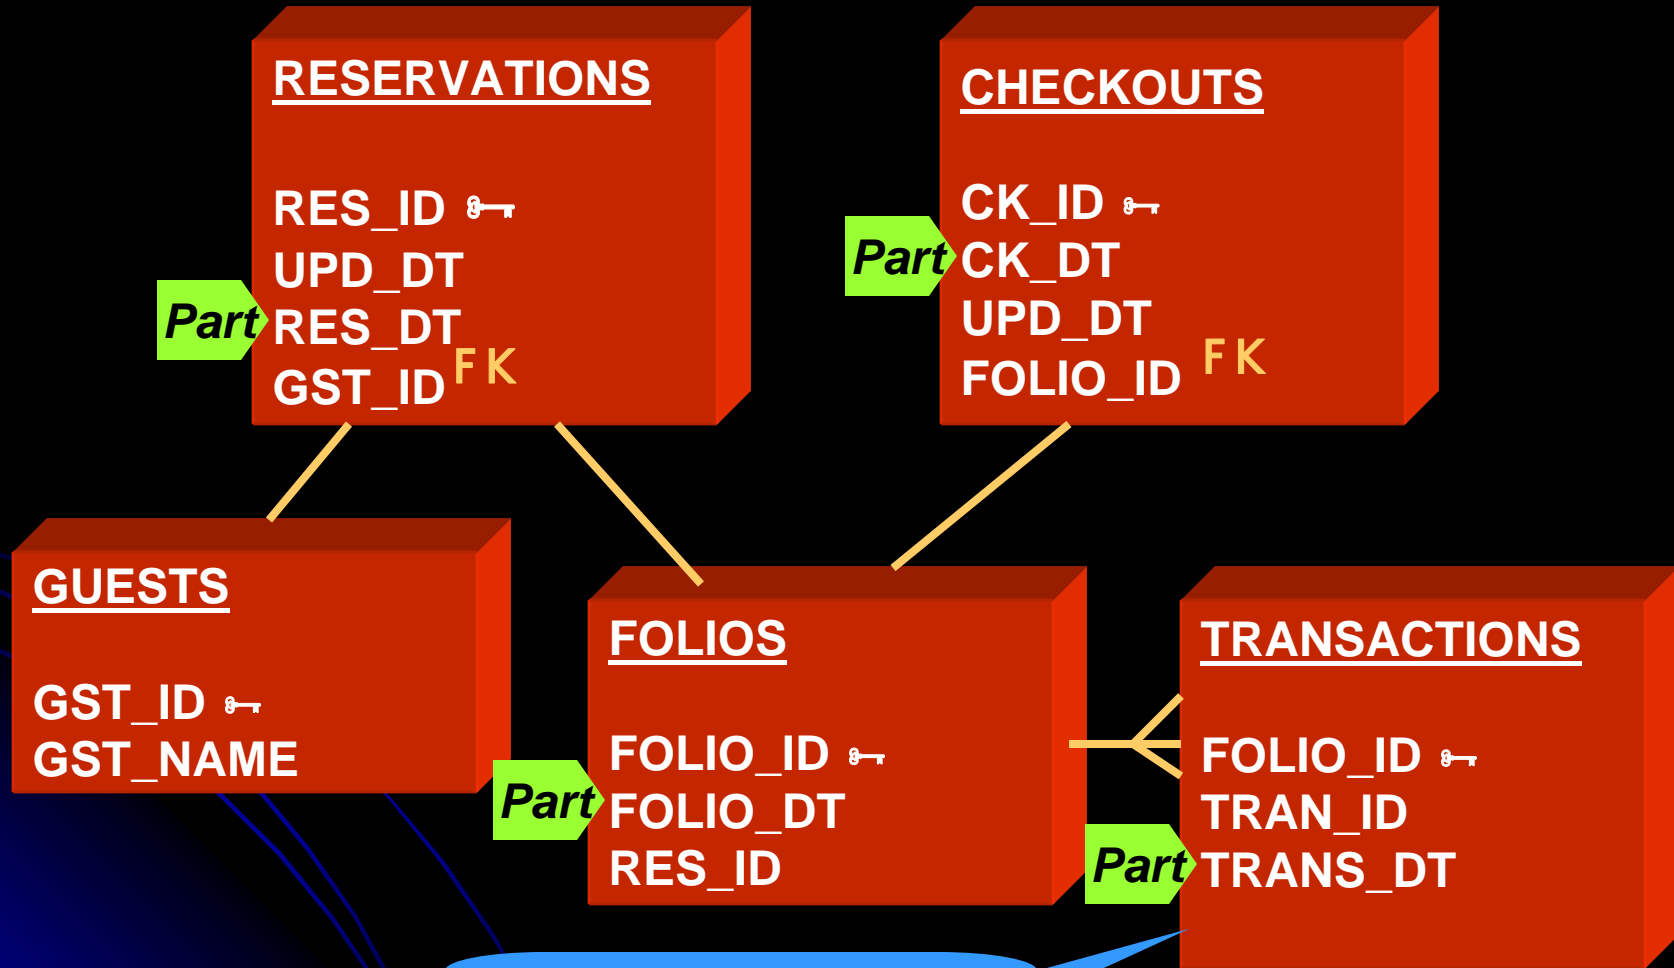 RESERVATIONS
RES_ID
UPD_DT
Part
RES_DT
GST_ID FK
CHECKOUTS
CK_ID
Part
CK_DT
UPD_DT
FOLIO_ID FK
GUESTS
GST_ID
GST_NAME
FOLIOS
FOLIO_ID
Part
FOLIO_DT
RES_ID
TRANSACTIONS
FOLIO_ID
TRAN_ID
Part
TRANS_DT